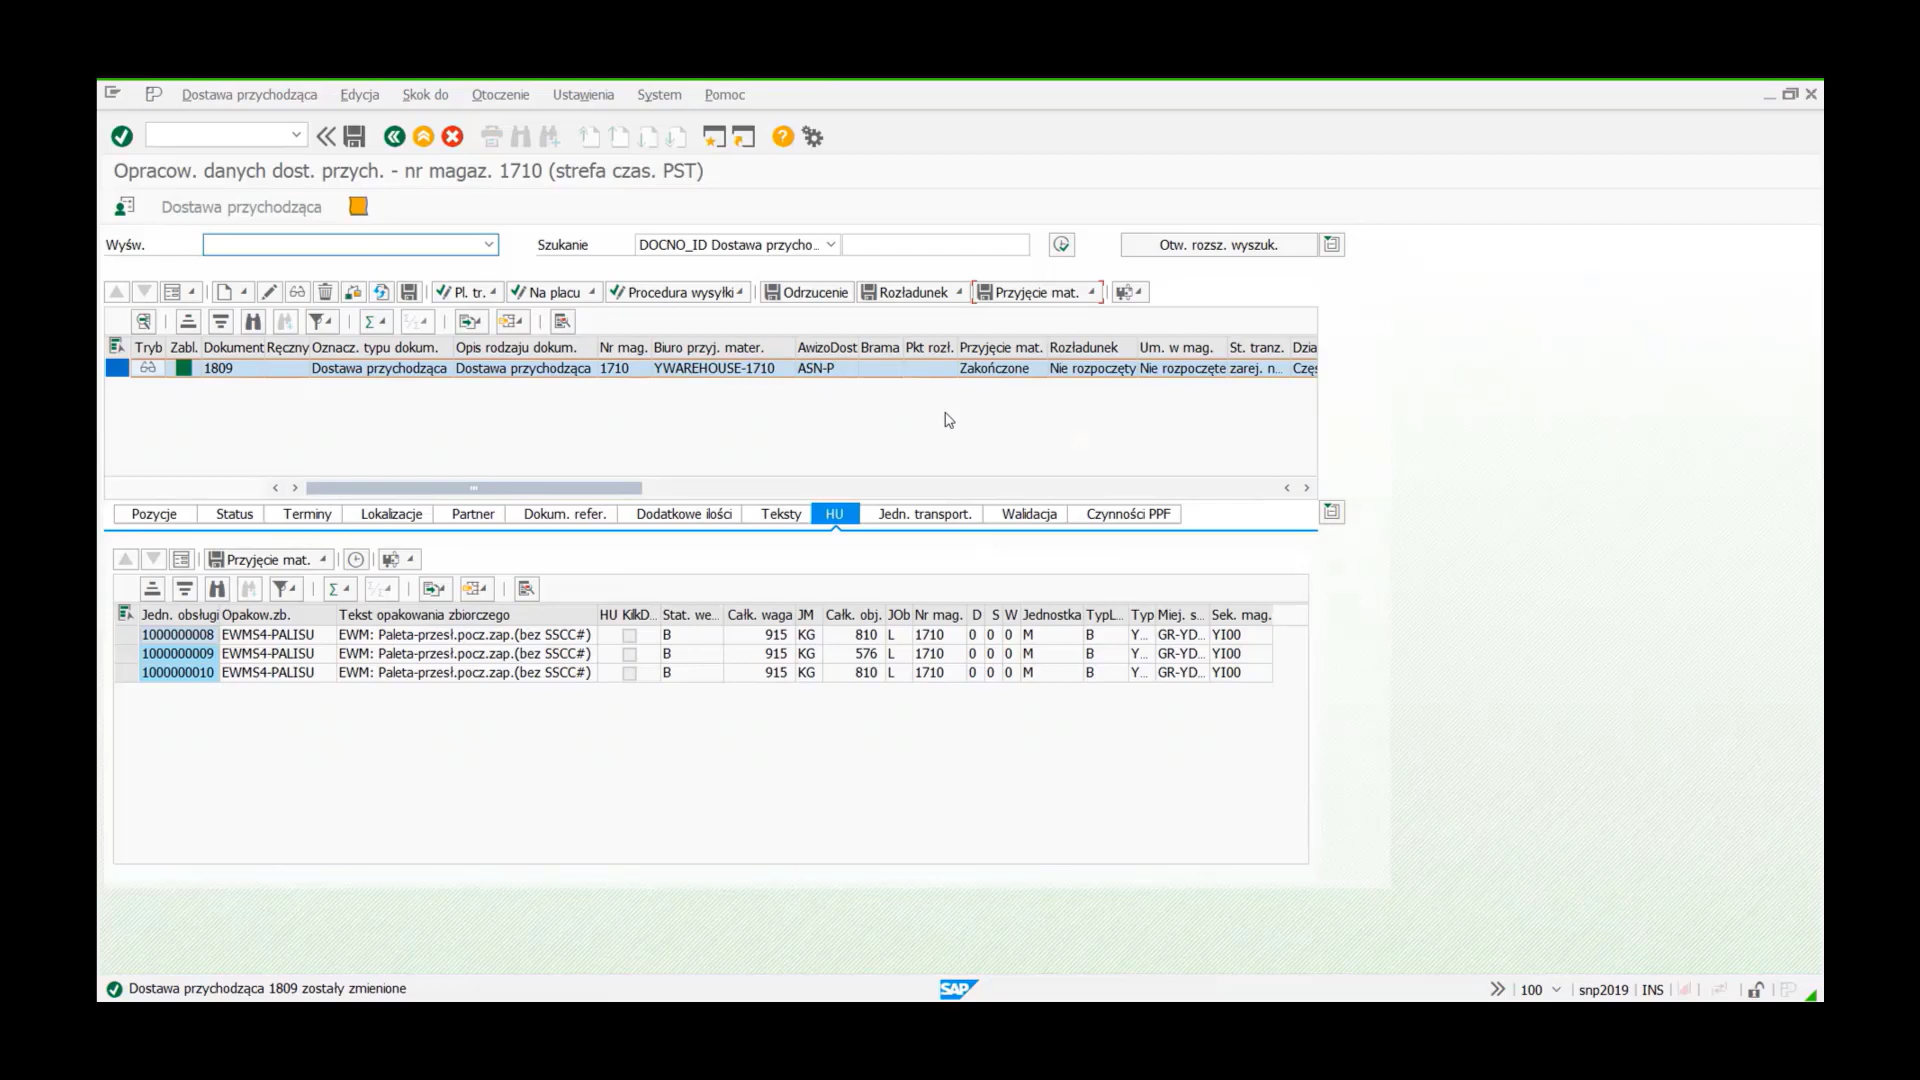 Dostawa przychodząca Edycja Skok do Otoczenie Ustawienia System Pomoc
Opracow. danych dost. przych. - nr magaz. 1710 (strefa czas. PST)
Dostawa przychodząca
Wyśw. Szukanie DOCNO_ID Dostawa przycho.. Otw. rozsz. wyszuk.
Pl. tr. Na placu Procedura wysyłki Odrzucenie Rozładunek Przyjęcie mat.
Tryb Zabl. Dokument Ręczny Oznacz. typu dokum. Opis rodzaju dokum. Nr mag. Biuro przyj. mater. AwizoDost Brama Pkt rozł. Przyjęcie mat. Rozładunek Um. w mag. St. tranz. Dzia
1809 Dostawa przychodząca Dostawa przychodząca 1710 YWAREHOUSE-1710 ASN-P Zakończone Nie rozpoczęty Nie rozpoczęte zarej. n... Częs
Pozycje Status Terminy Lokalizacje Partner Dokum. refer. Dodatkowe ilości Teksty HU Jedn. transport. Walidacja Czynności PPF
Przyjęcie mat.
Jedn. obsługi Opakow.zb. Tekst opakowania zbiorczego HU KilkD... Stat. we... Całk. waga JM Całk. obj. JOb Nr mag. D S W Jednostka TypL... Typ Miej. s... Sek. mag.
1000000008 EWMS4-PALISU EWM: Paleta-przesł.pocz.zap.(bez SSCC#) B 915 KG 810 L 1710 0 0 0 M B Y... GR-YD... YI00
1000000009 EWMS4-PALISU EWM: Paleta-przesł.pocz.zap.(bez SSCC#) B 915 KG 576 L 1710 0 0 0 M B Y... GR-YD... YI00
1000000010 EWMS4-PALISU EWM: Paleta-przesł.pocz.zap.(bez SSCC#) B 915 KG 810 L 1710 0 0 0 M B Y... GR-YD... YI00
Dostawa przychodząca 1809 zostały zmienione SAP 100 snp2019 INS